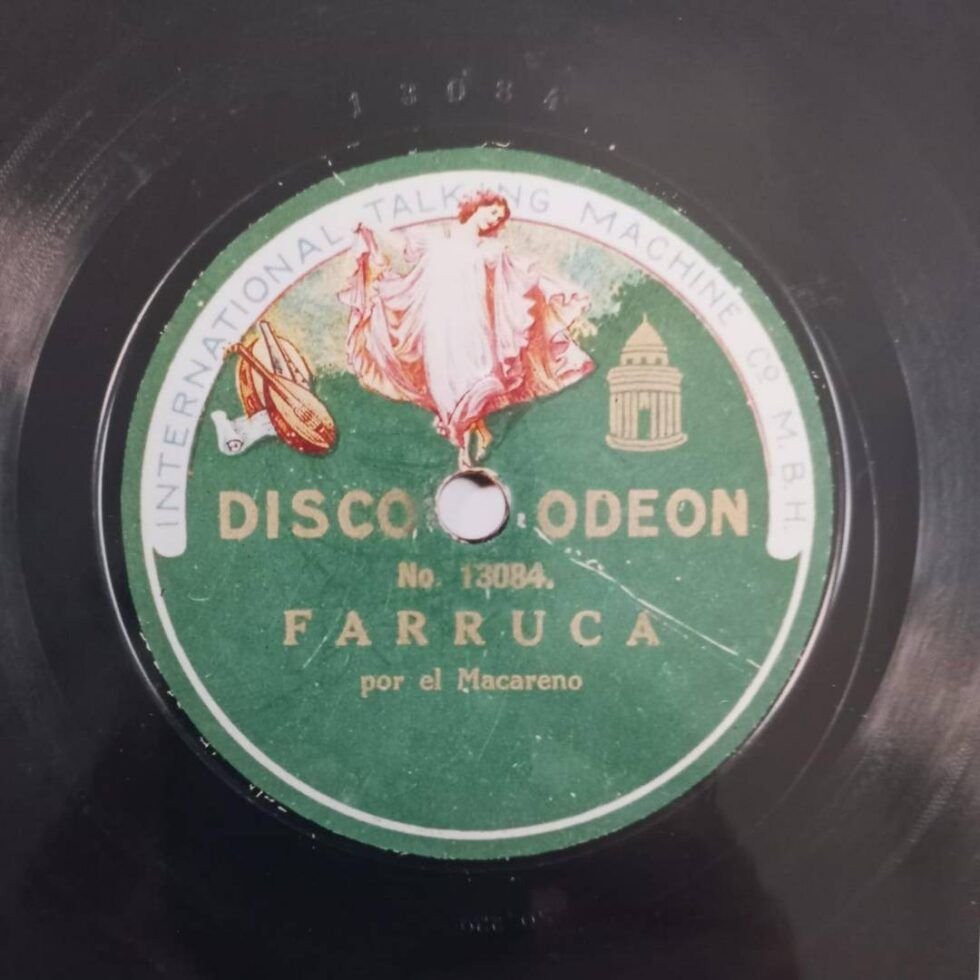 13084
INTERNATIONAL TALKING MACHINE Co. M.B.H.
DISCO ODEON
No. 13084.
FARRUCA
por el Macareno